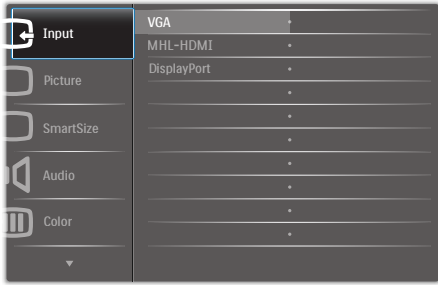 Input
Picture
SmartSize
Audio
Color
VGA
MHL-HDMI
DisplayPort